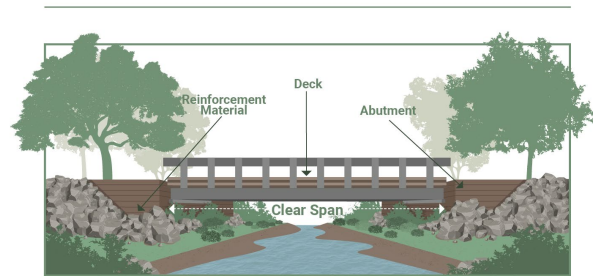 Deck
Reinforcement
Material
Abutment
Clear Span